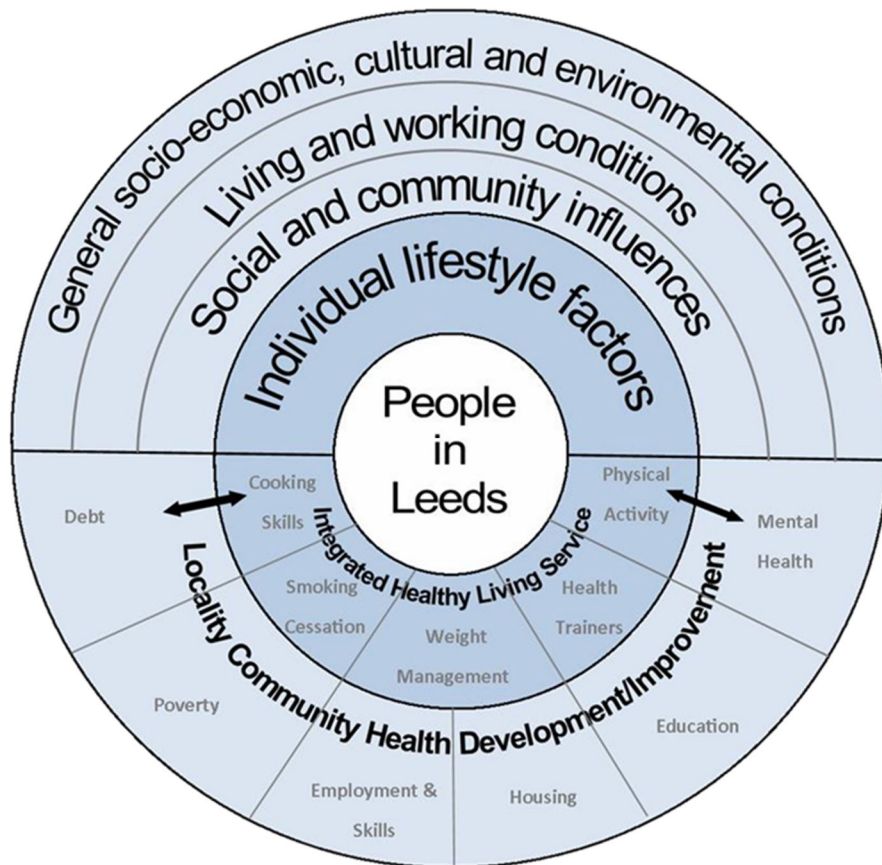 General socio-economic, cultural and environmental conditions
Living and working conditions
Social and community influences
Individual lifestyle factors
People
in
Leeds
Cooking
Skills
Physical
Activity
Integrated Healthy Living Service
Smoking
Cessation
Weight
Management
Health
Trainers
Debt
Mental
Health
Locality Community Health Development/Improvement
Poverty
Education
Employment &
Skills
Housing